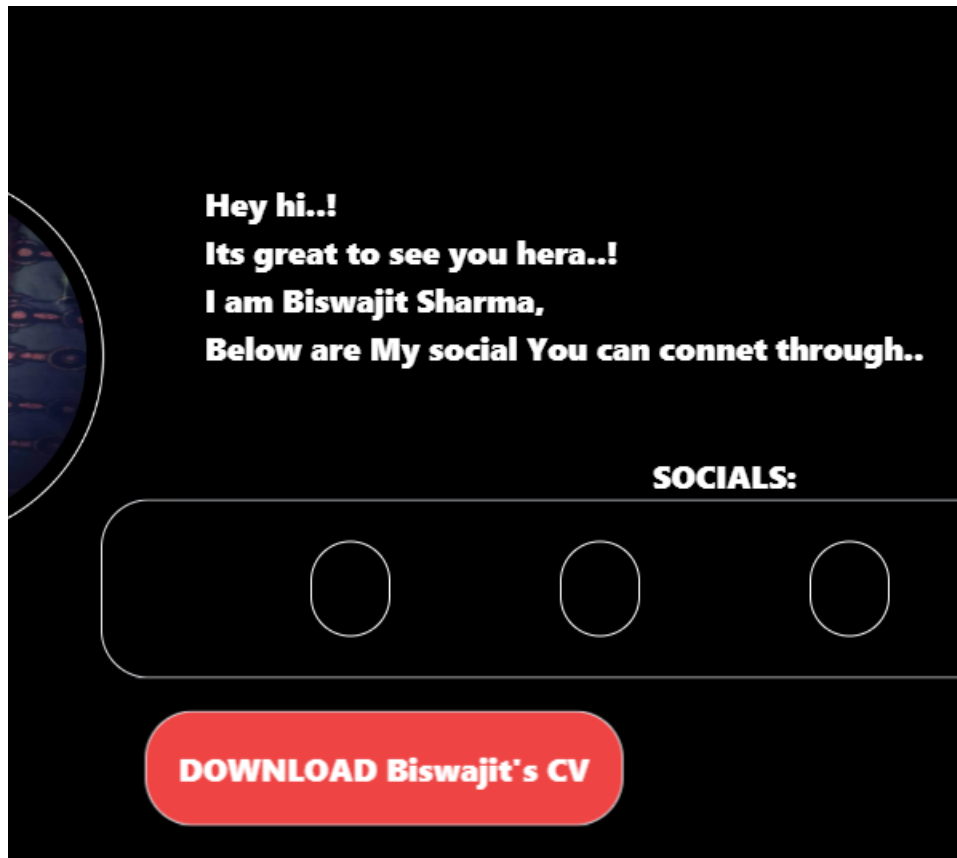 Hey hi..!
Its great to see you hera..!
I am Biswajit Sharma,
Below are My social You can connet through..
SOCIALS:
DOWNLOAD Biswajit's CV